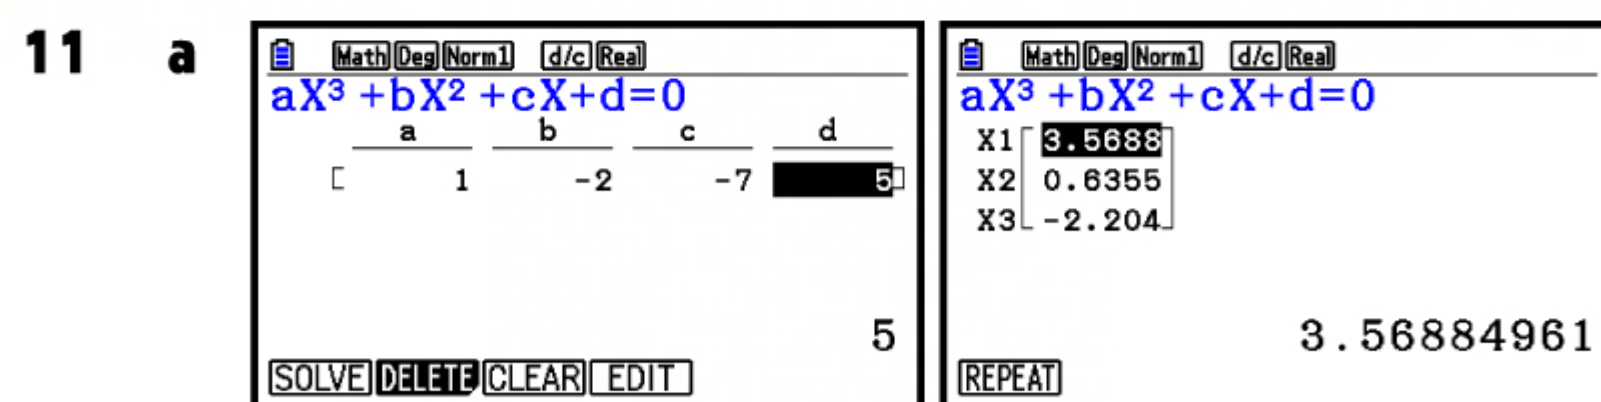 11 a
Math Deg Norm1 d/c Real
aX³ +bX² +cX+d=0
a b c d
[ 1 -2 -7 5]
5
SOLVE DELETE CLEAR EDIT
Math Deg Norm1 d/c Real
aX³ +bX² +cX+d=0
X1[ 3.5688]
X2 0.6355
X3[ -2.204]
3.56884961
REPEAT